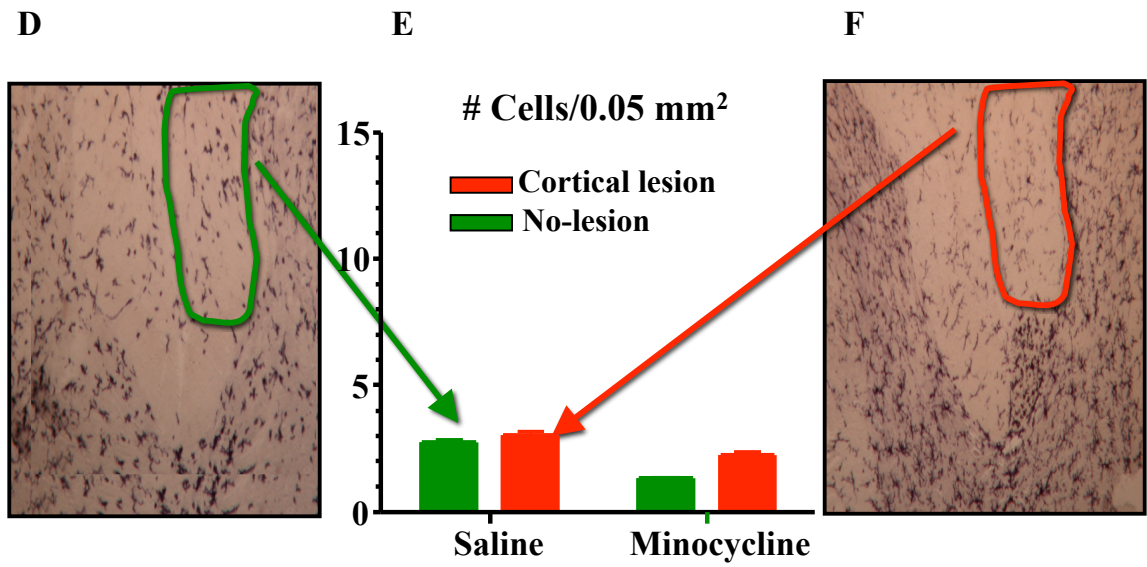 D
E
F
# Cells/0.05 mm²
15
Cortical lesion
No-lesion
10
5
0
Saline
Minocycline